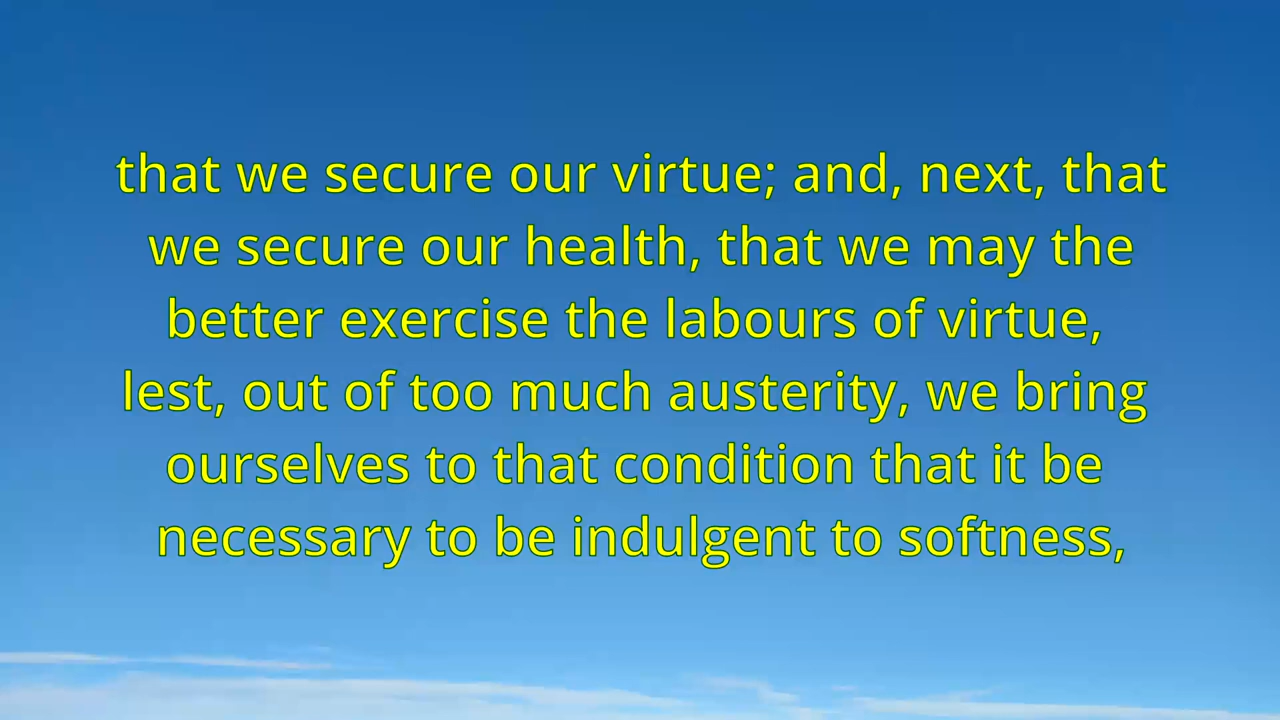 that we secure our virtue; and, next, that
we secure our health, that we may the
better exercise the labours of virtue,
lest, out of too much austerity, we bring
ourselves to that condition that it be
necessary to be indulgent to softness,